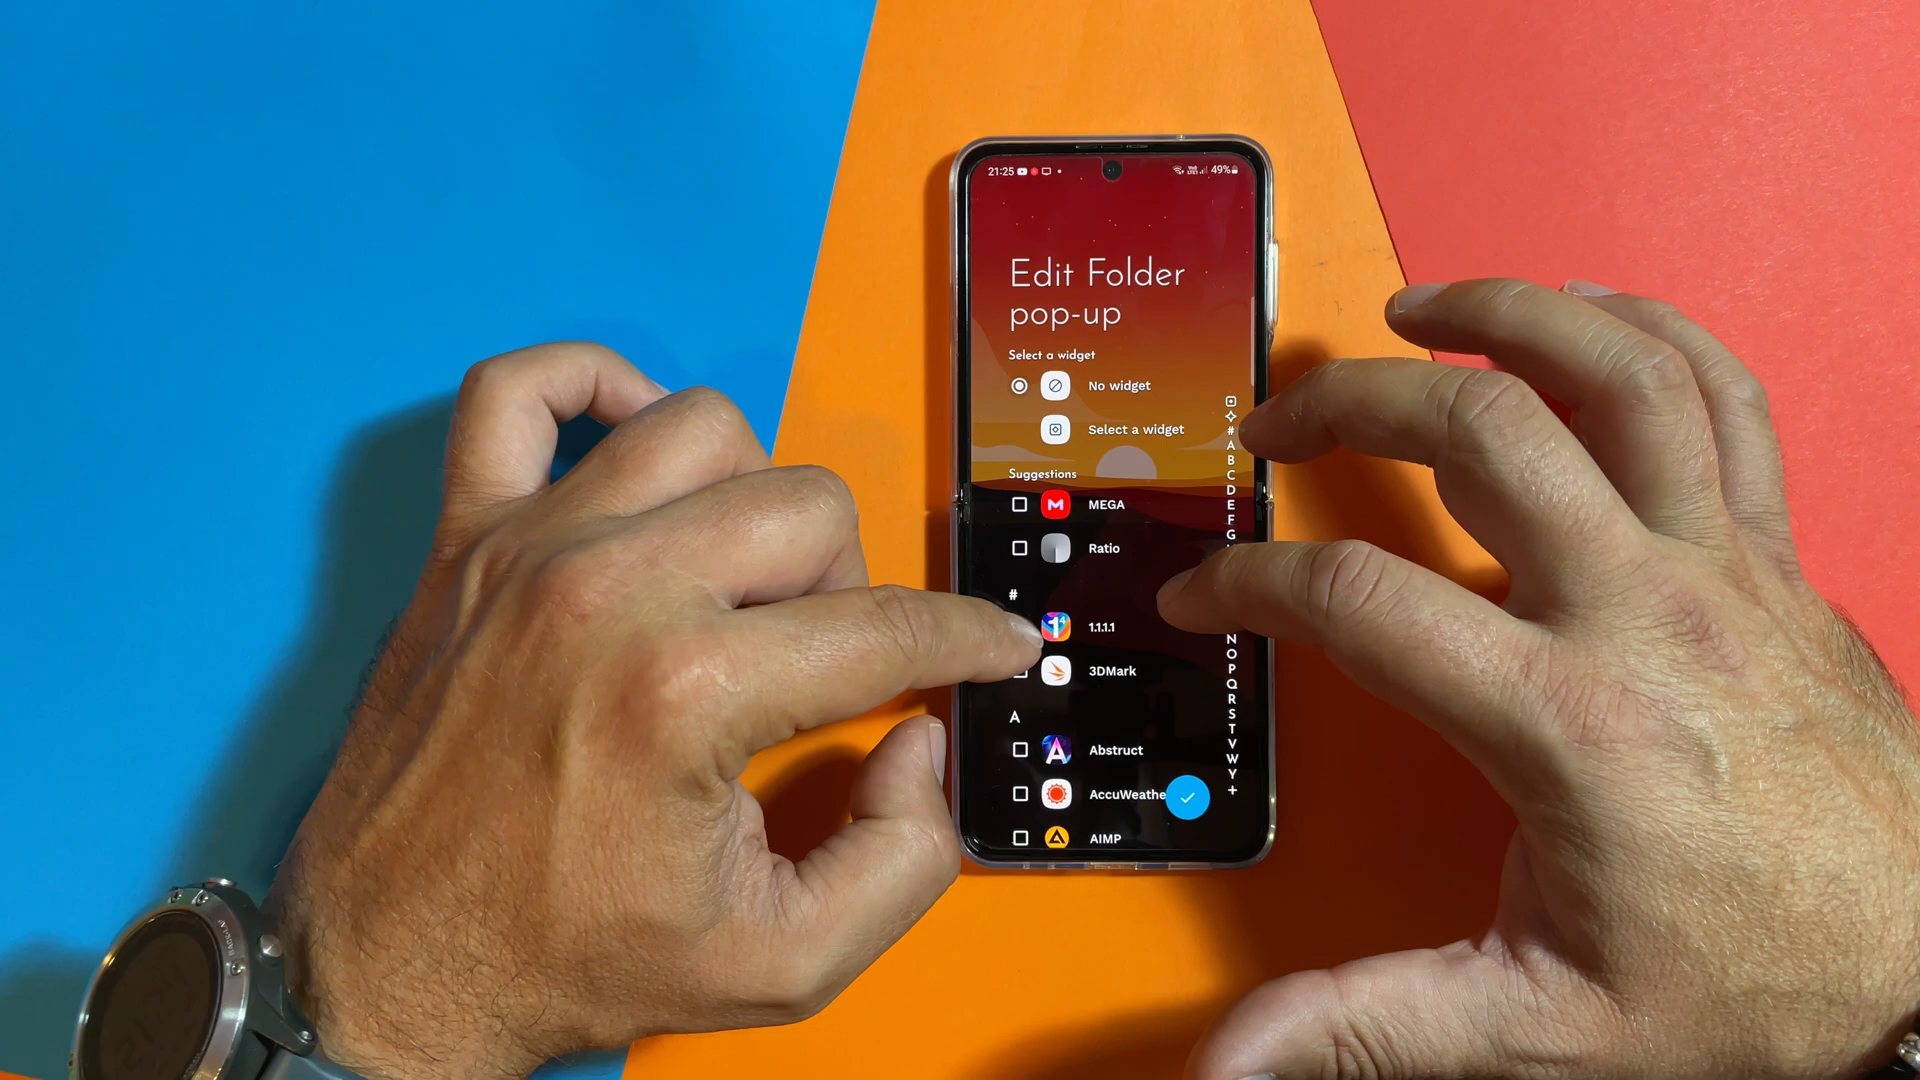 21:25
49%
Edit Folder
pop-up
Select a widget
No widget
Select a widget
Suggestions
MEGA
Ratio
#
1.1.1.1
3DMark
A
Abstruct
AccuWeathe
AIMP
#
A
B
C
D
E
F
G
N
O
P
Q
R
S
T
V
W
Y
+